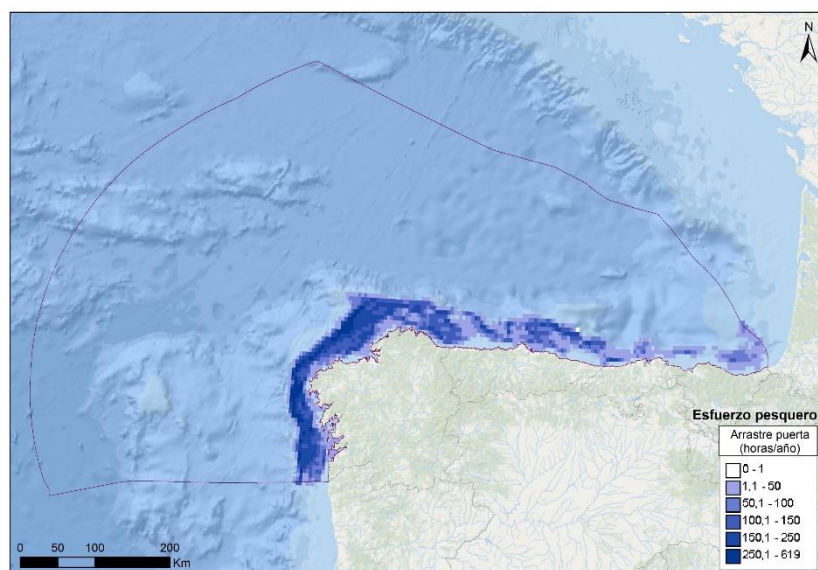 N
Esfuerzo pesquero
Arrastre puerta
(horas/año)
0 - 1
1,1 - 50
50,1 - 100
100,1 - 150
150,1 - 250
250,1 - 619
0 50 100 200
Km